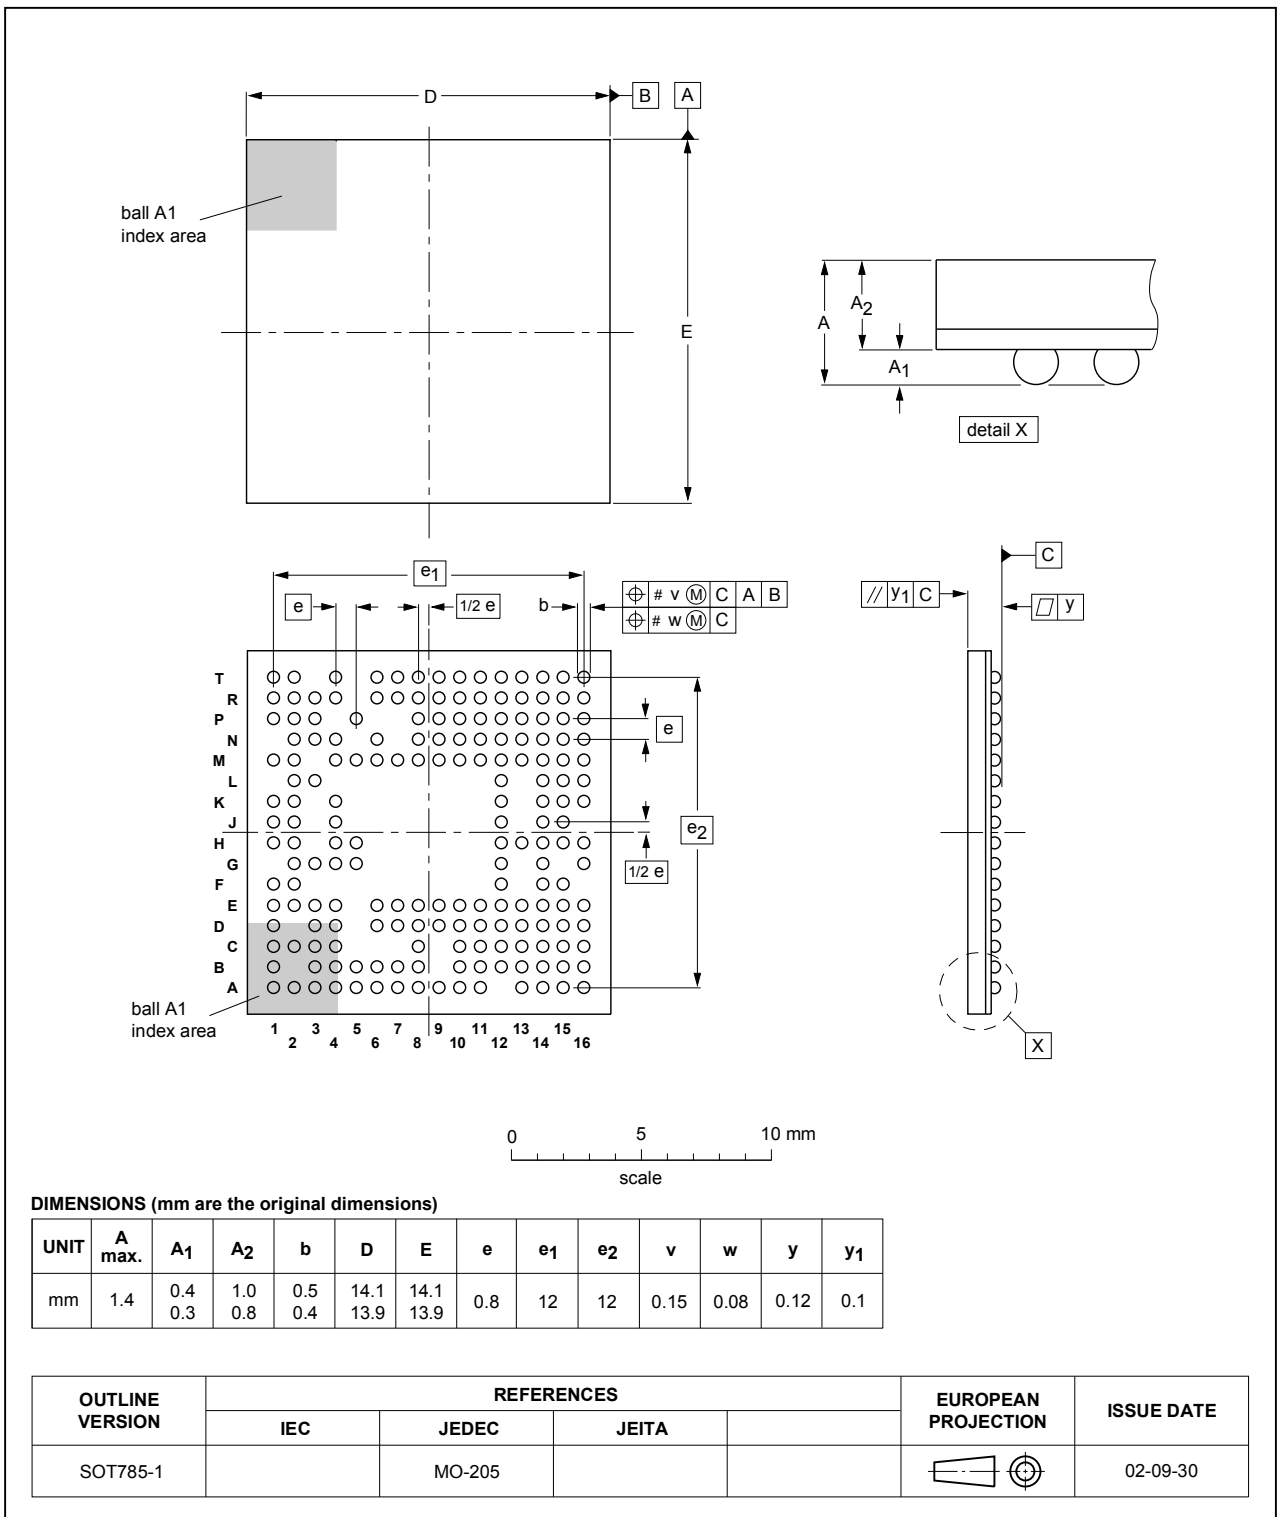 D
B
A
ball A1
index area
E
A
A2
A1
detail X
e1
e
1/2 e
b
# v M C A B
# w M C
y1 C
C
y
T
R
P
N
M
L
K
J
H
G
F
E
D
C
B
A
e
e2
1/2 e
ball A1
index area
1 3 5 7 9 11 13 15
2 4 6 8 10 12 14 16
X
0 5 10 mm
scale
DIMENSIONS (mm are the original dimensions)
UNIT A max. A1 A2 b D E e e1 e2 v w y y1
mm 1.4 0.4 0.3 1.0 0.8 0.5 0.4 14.1 13.9 14.1 13.9 0.8 12 12 0.15 0.08 0.12 0.1
OUTLINE VERSION REFERENCES EUROPEAN PROJECTION ISSUE DATE
IEC JEDEC JEITA
SOT785-1 MO-205 02-09-30